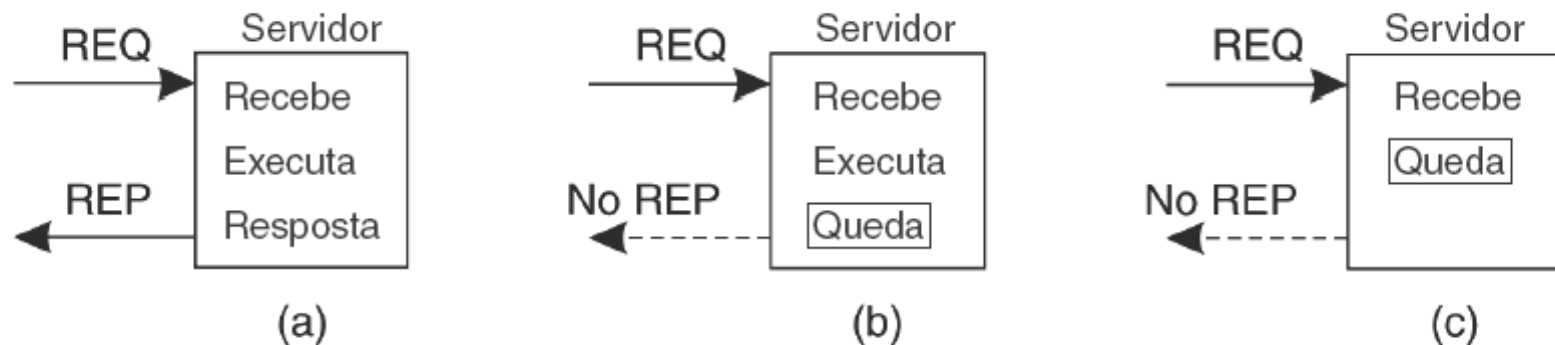 Servidor
REQ
Recebe
Executa
REP
Resposta
(a)
Servidor
REQ
Recebe
Executa
No REP
Queda
(b)
Servidor
REQ
Recebe
Queda
No REP
(c)